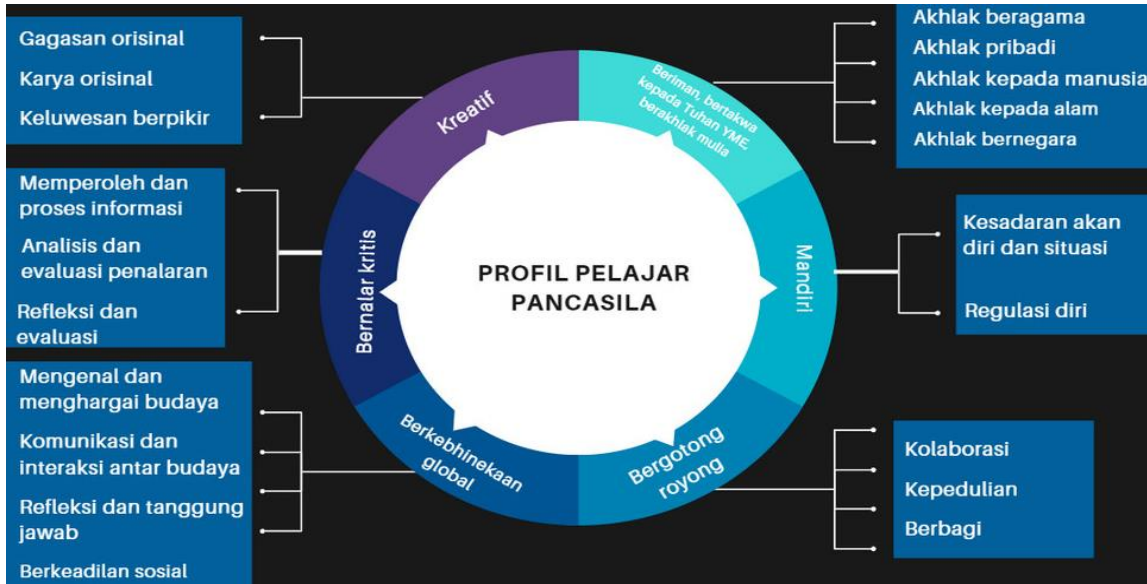 Gagasan orisinal
Karya orisinal
Keluwesan berpikir
Kreatif
Beriman, bertakwa
kepada Tuhan YME,
berakhlak mulia
Akhlak beragama
Akhlak pribadi
Akhlak kepada manusia
Akhlak kepada alam
Akhlak bernegara
Memperoleh dan
proses informasi
Analisis dan
evaluasi penalaran
Refleksi dan
evaluasi
Bernalar kritis
PROFIL PELAJAR
PANCASILA
Mandiri
Kesadaran akan
diri dan situasi
Regulasi diri
Mengenal dan
menghargai budaya
Komunikasi dan
interaksi antar budaya
Refleksi dan tanggung
jawab
Berkeadilan sosial
Berkebhinekaan
global
Bergotong
royong
Kolaborasi
Kepedulian
Berbagi